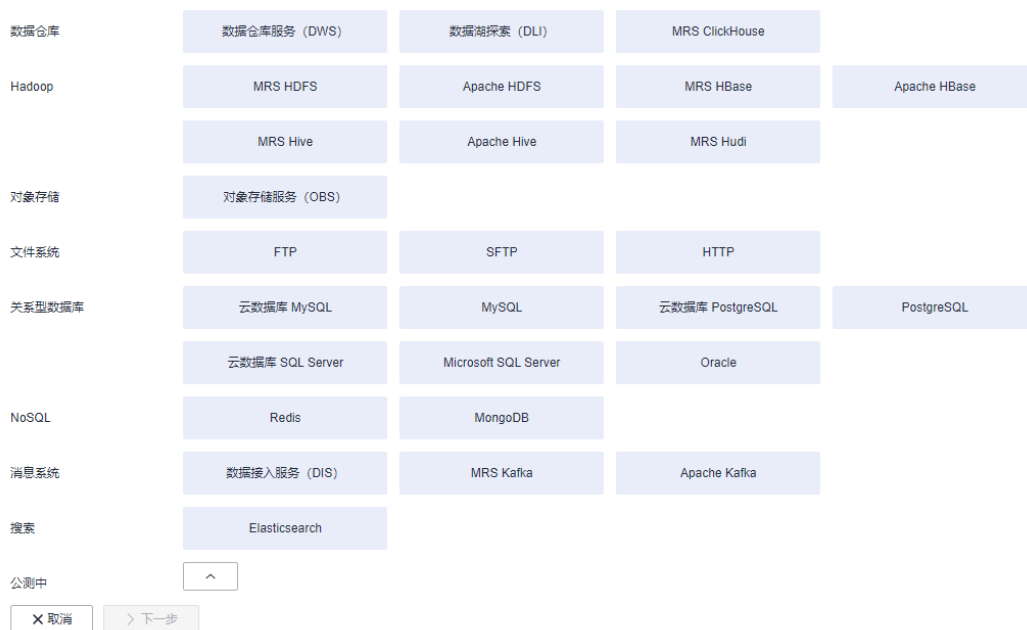 数据仓库 数据仓库服务（DWS） 数据湖探索（DLI） MRS ClickHouse
Hadoop MRS HDFS Apache HDFS MRS HBase Apache HBase
MRS Hive Apache Hive MRS Hudi
对象存储 对象存储服务（OBS）
文件系统 FTP SFTP HTTP
关系型数据库 云数据库 MySQL MySQL 云数据库 PostgreSQL PostgreSQL
云数据库 SQL Server Microsoft SQL Server Oracle
NoSQL Redis MongoDB
消息系统 数据接入服务（DIS） MRS Kafka Apache Kafka
搜索 Elasticsearch
公测中
取消 下一步